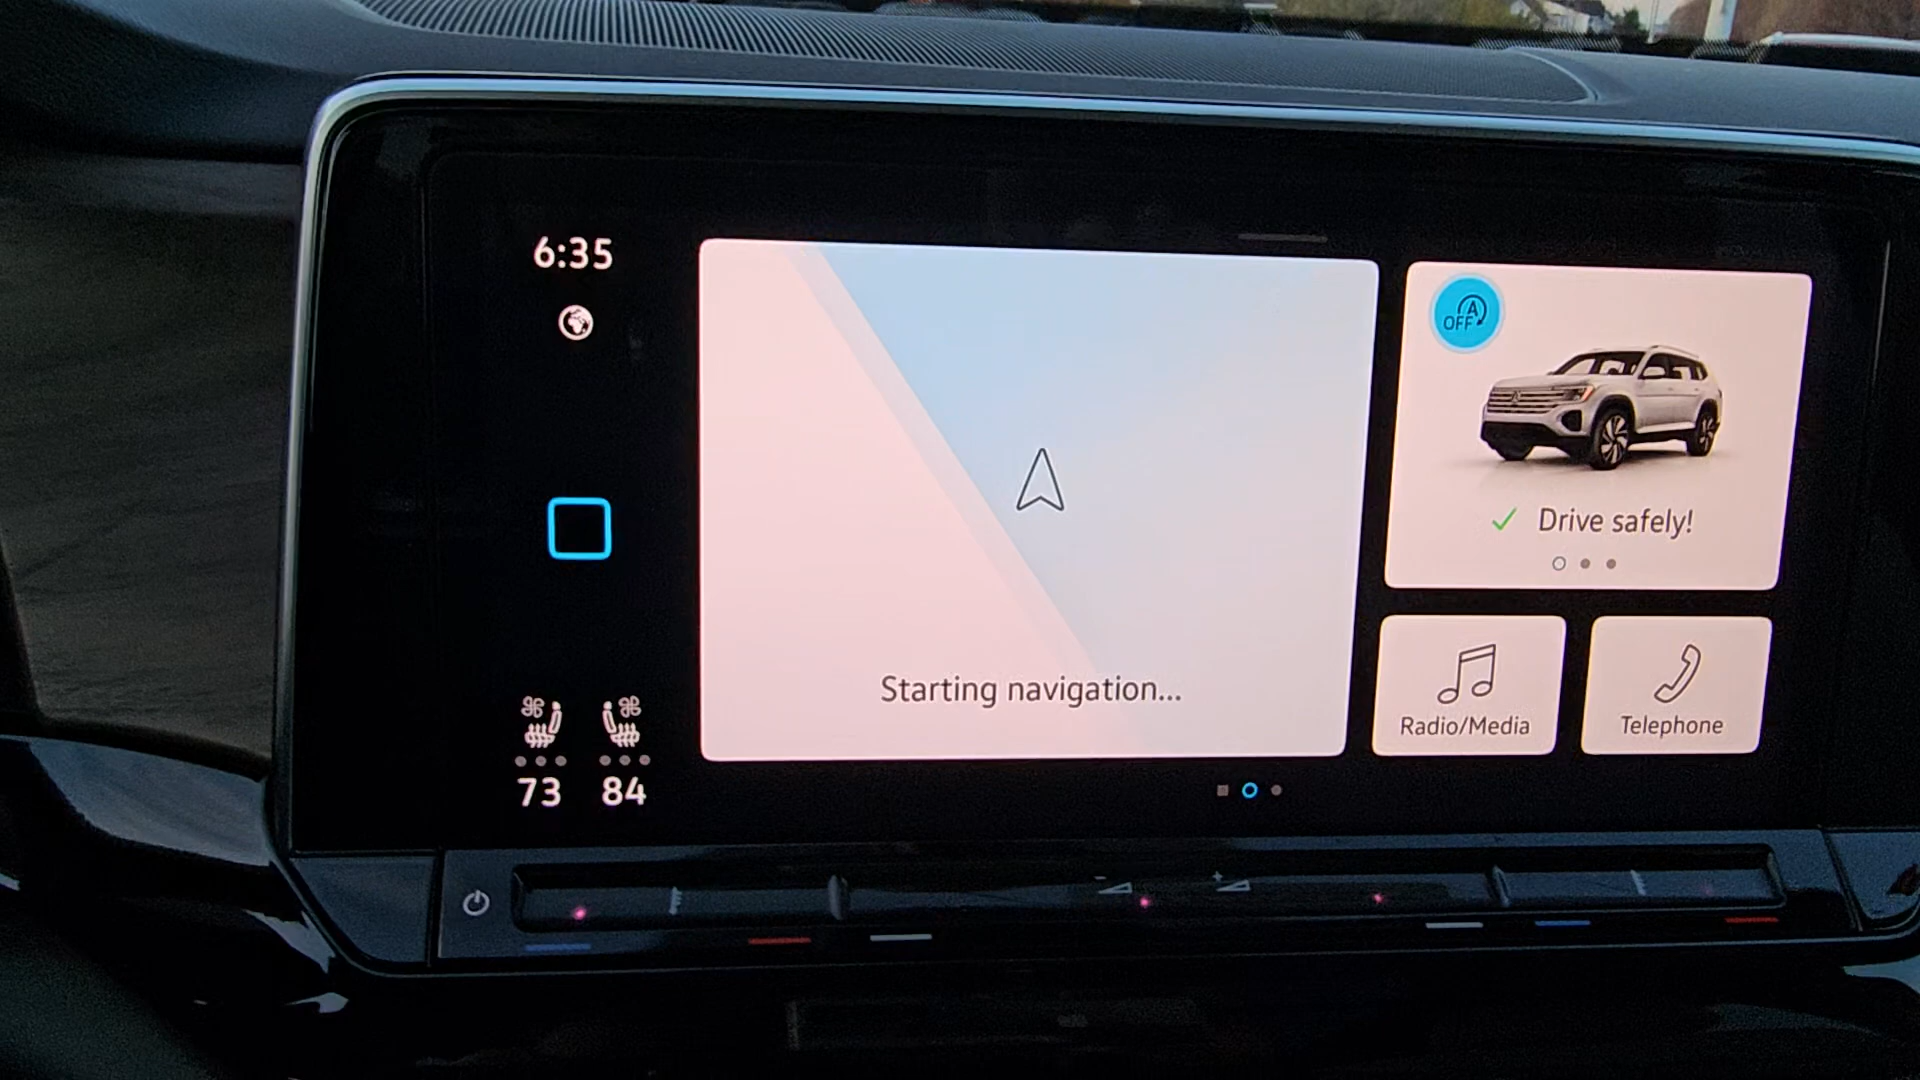 6:35
Starting navigation...
A
OFF
Drive safely!
Radio/Media
Telephone
73
84